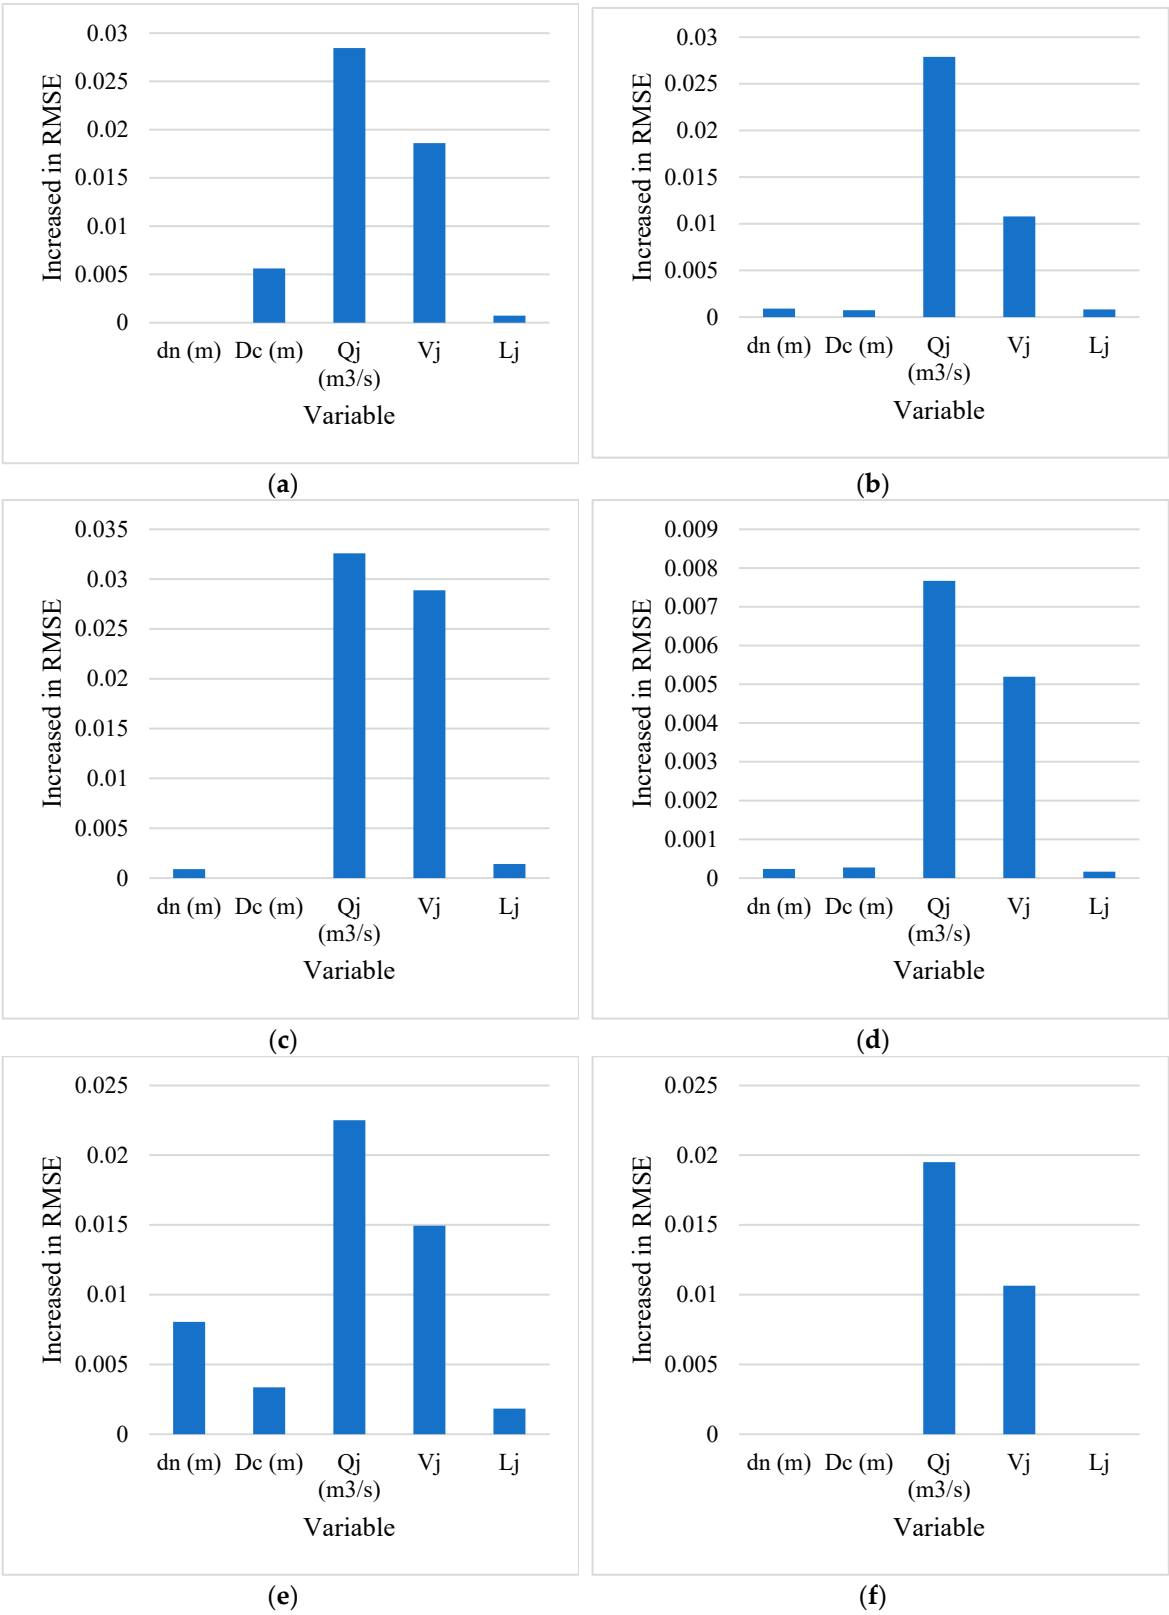 0.03
0.025
0.02
0.015
0.01
0.005
0
Increased in RMSE
dn (m) Dc (m) Qj (m3/s) Vj Lj
Variable
(a)
0.03
0.025
0.02
0.015
0.01
0.005
0
Increased in RMSE
dn (m) Dc (m) Qj (m3/s) Vj Lj
Variable
(b)
0.035
0.03
0.025
0.02
0.015
0.01
0.005
0
Increased in RMSE
dn (m) Dc (m) Qj (m3/s) Vj Lj
Variable
(c)
0.009
0.008
0.007
0.006
0.005
0.004
0.003
0.002
0.001
0
Increased in RMSE
dn (m) Dc (m) Qj (m3/s) Vj Lj
Variable
(d)
0.025
0.02
0.015
0.01
0.005
0
Increased in RMSE
dn (m) Dc (m) Qj (m3/s) Vj Lj
Variable
(e)
0.025
0.02
0.015
0.01
0.005
0
Increased in RMSE
dn (m) Dc (m) Qj (m3/s) Vj Lj
Variable
(f)